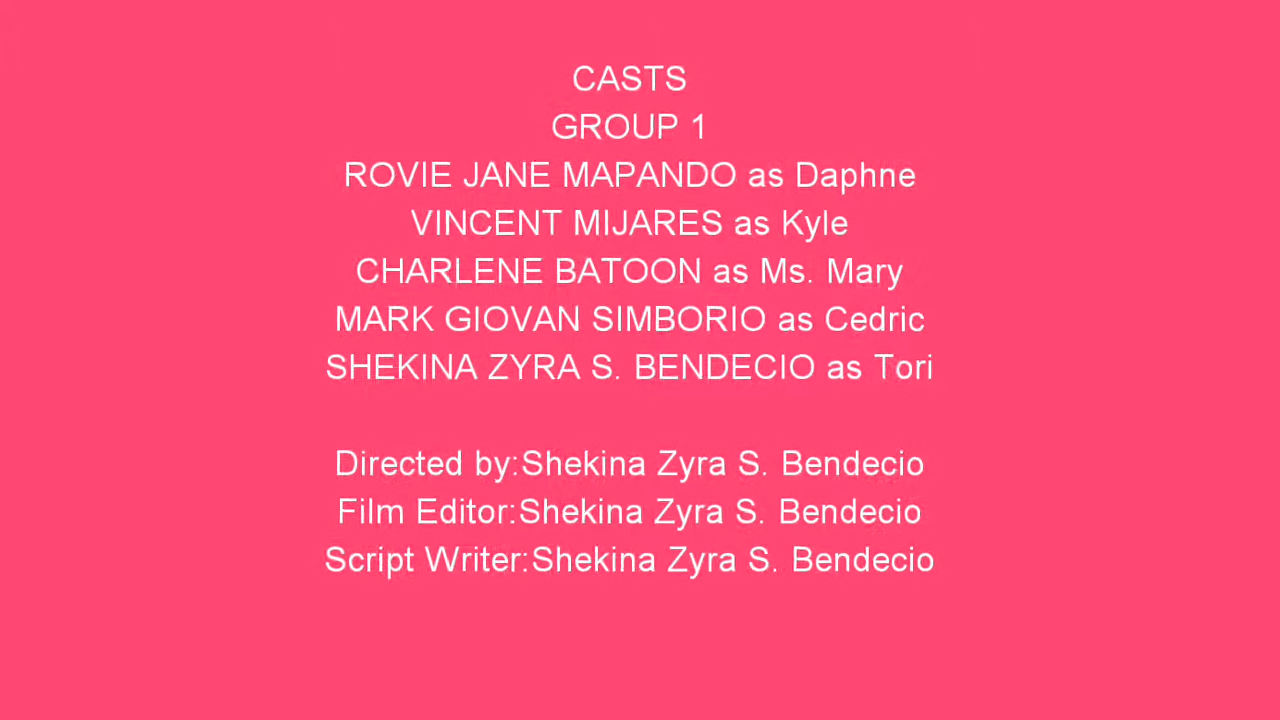 CASTS
GROUP 1
ROVIE JANE MAPANDO as Daphne
VINCENT MIJARES as Kyle
CHARLENE BATOON as Ms. Mary
MARK GIOVAN SIMBORIO as Cedric
SHEKINA ZYRA S. BENDECIO as Tori
Directed by:Shekina Zyra S. Bendecio
Film Editor:Shekina Zyra S. Bendecio
Script Writer:Shekina Zyra S. Bendecio